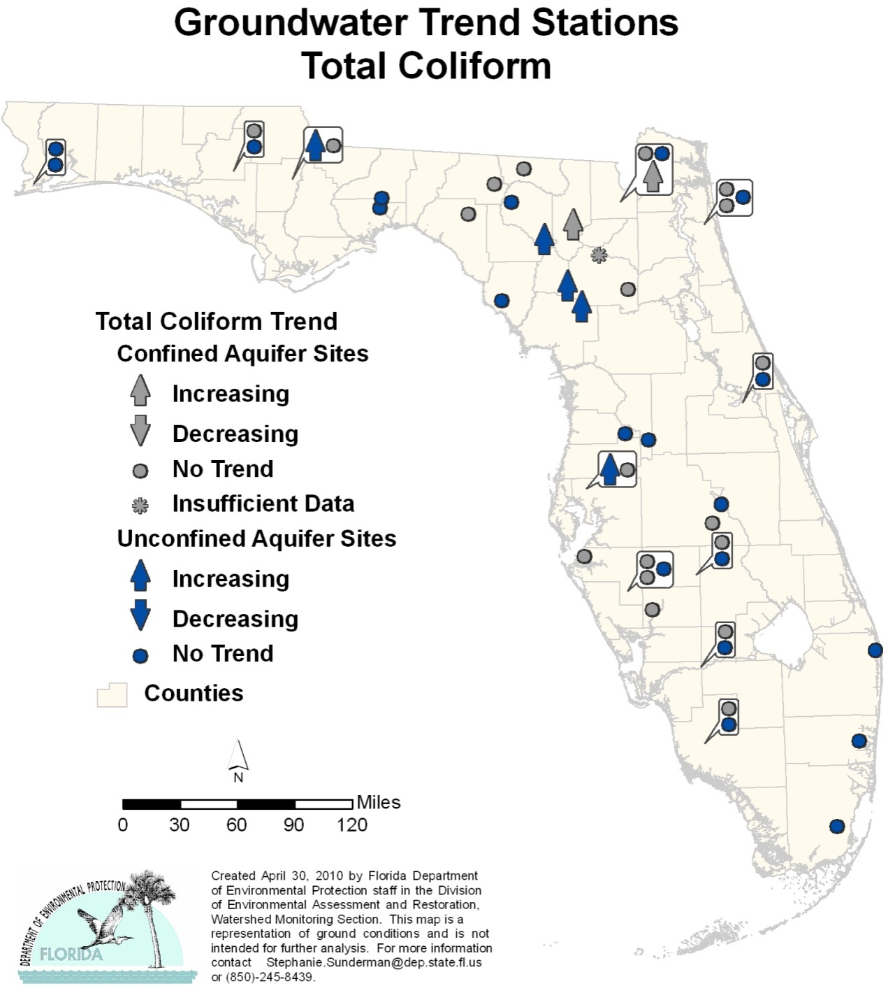 Groundwater Trend Stations
Total Coliform
Total Coliform Trend
Confined Aquifer Sites
Increasing
Decreasing
No Trend
Insufficient Data
Unconfined Aquifer Sites
Increasing
Decreasing
No Trend
Counties
N
Miles
0 30 60 90 120
DEPARTMENT OF ENVIRONMENTAL PROTECTION
FLORIDA
Created April 30, 2010 by Florida Department
of Environmental Protection staff in the Division
of Environmental Assessment and Restoration,
Watershed Monitoring Section. This map is a
representation of ground conditions and is not
intended for further analysis. For more information
contact Stephanie.Sunderman@dep.state.fl.us
or (850)-245-8439.